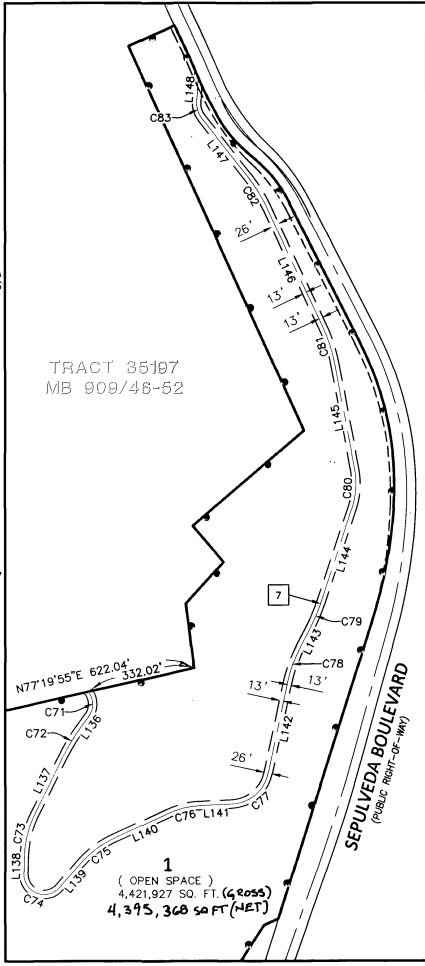 L148
C83
L147
C82
26'
L146
13'
13'
C81
TRACT 35197
MB 909/46-52
L145
C80
L144
7
C79
L143
C78
N77°19'55"E 622.04'
332.02'
13'
13'
C71
L136
L142
C72
SEPULVEDA BOULEVARD
(PUBLIC RIGHT-OF-WAY)
26'
L137
C77
C76
L141
C73
L140
C75
L138
L139
1
( OPEN SPACE )
4,421,927 SQ. FT. (GROSS)
4,395,368 SQ FT (NET)
C74